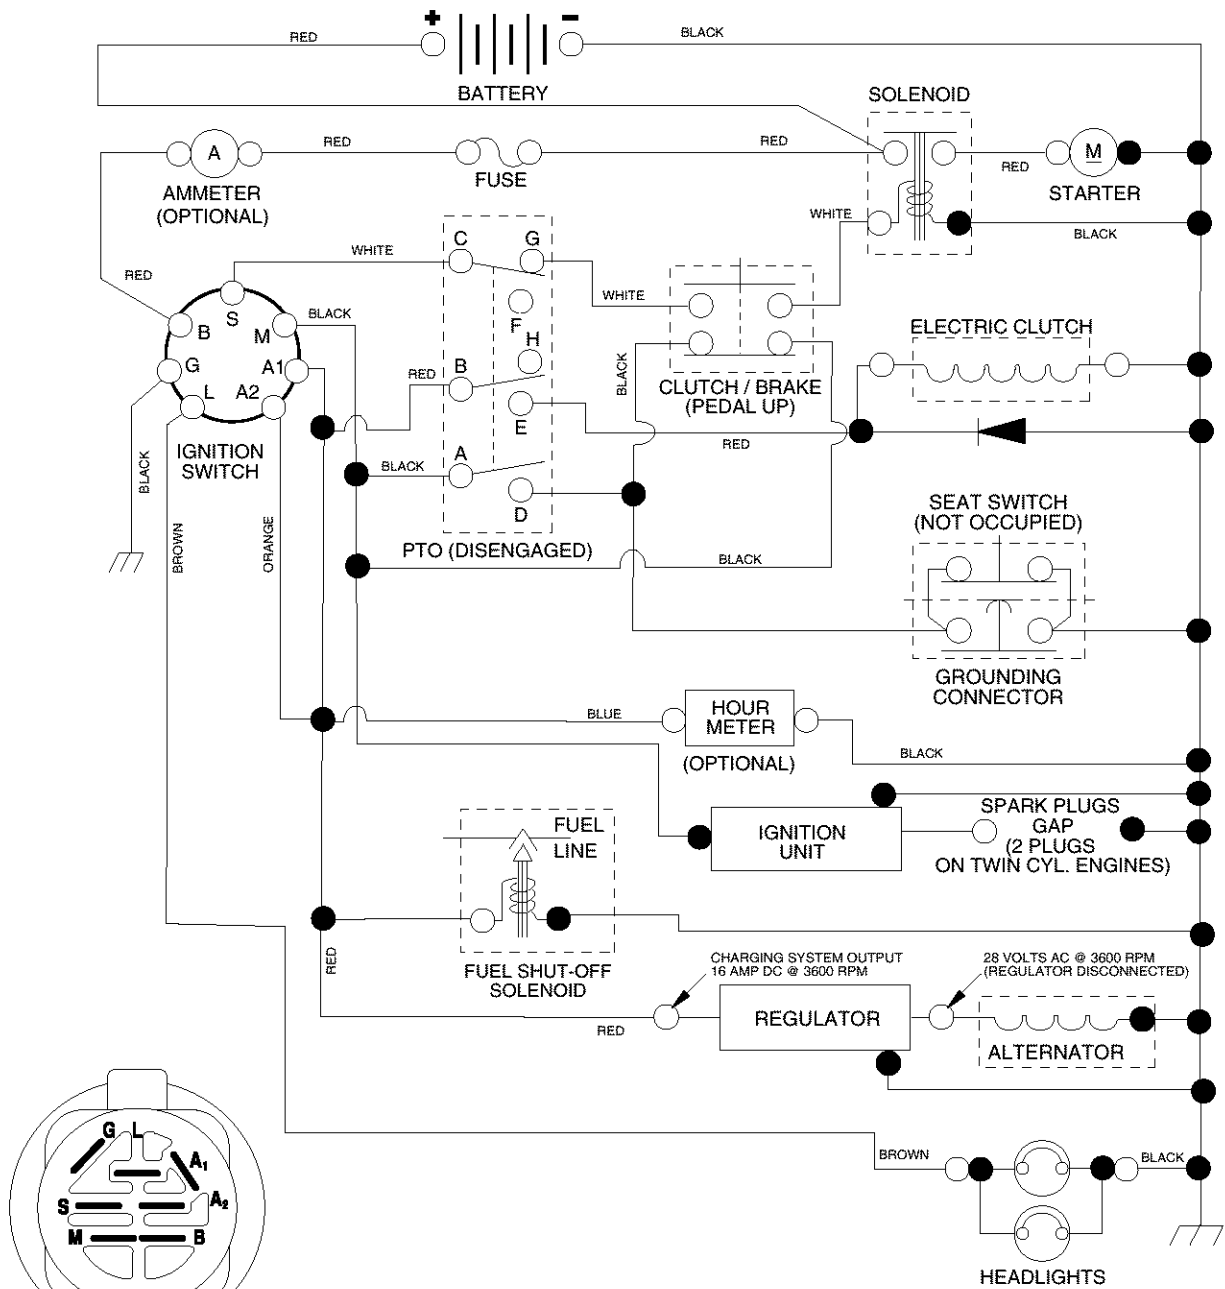 + −
RED
BLACK
BATTERY
SOLENOID
A
RED
RED
RED
M
AMMETER
(OPTIONAL)
FUSE
STARTER
WHITE
BLACK
C G
WHITE
RED
WHITE
F
H
S
B M
BLACK
G A1
L A2
B
RED
E
BLACK
ELECTRIC CLUTCH
CLUTCH / BRAKE
(PEDAL UP)
IGNITION
SWITCH
RED
BLACK
A
BLACK
D
SEAT SWITCH
(NOT OCCUPIED)
BROWN
ORANGE
PTO (DISENGAGED)
BLACK
GROUNDING
CONNECTOR
BLUE
HOUR
METER
(OPTIONAL)
BLACK
IGNITION
UNIT
SPARK PLUGS
GAP
(2 PLUGS
ON TWIN CYL. ENGINES)
FUEL
LINE
RED
FUEL SHUT-OFF
SOLENOID
CHARGING SYSTEM OUTPUT
16 AMP DC @ 3600 RPM
28 VOLTS AC @ 3600 RPM
(REGULATOR DISCONNECTED)
RED
REGULATOR
ALTERNATOR
G L
A1
S A2
M B
BROWN
BLACK
HEADLIGHTS